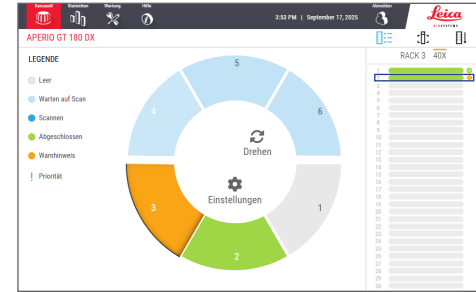 Karussell Statistiken Wartung Hilfe
3:53 PM | September 17, 2025
Abmelden
Leica
BIOSYSTEMS
APERIO GT 180 DX
LEGENDE
Leer
Warten auf Scan
Scannen
Abgeschlossen
Warnhinweis
! Priorität
5
4
6
Drehen
Einstellungen
3
1
2
RACK 3 40X
1
2
3
4
5
6
7
8
9
10
11
12
13
14
15
16
17
18
19
20
21
22
23
24
25
26
27
28
29
30